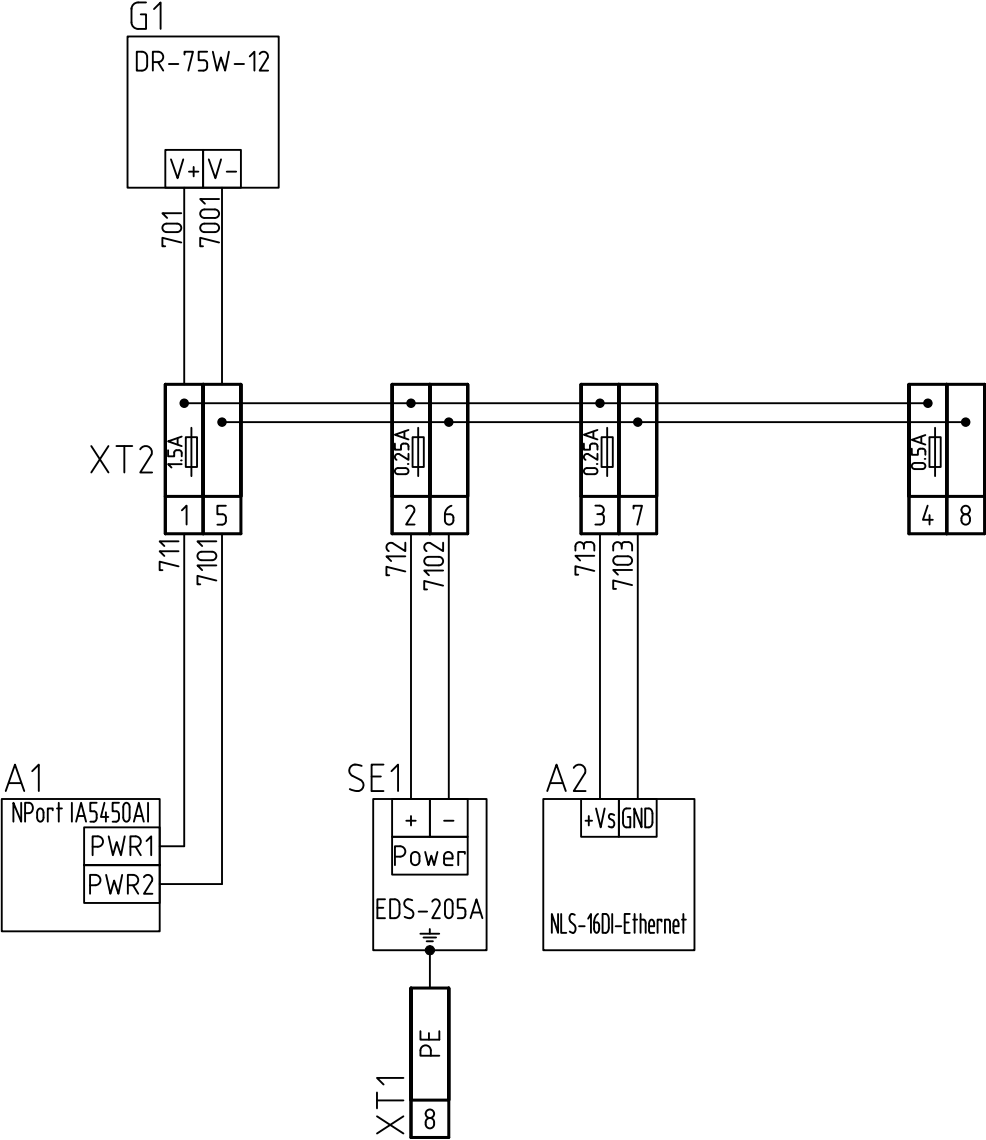 G1
DR-75W-12
V+ V-
701 7001
XT2
1.5A 0.25A 0.25A 0.5A
1 5 2 6 3 7 4 8
711 7101 712 7102 713 7103
A1 SE1 A2
NPort IA5450AI
+ - +Vs GND
PWR1 Power
PWR2
EDS-205A NLS-16DI-Ethernet
PE
XT1
8